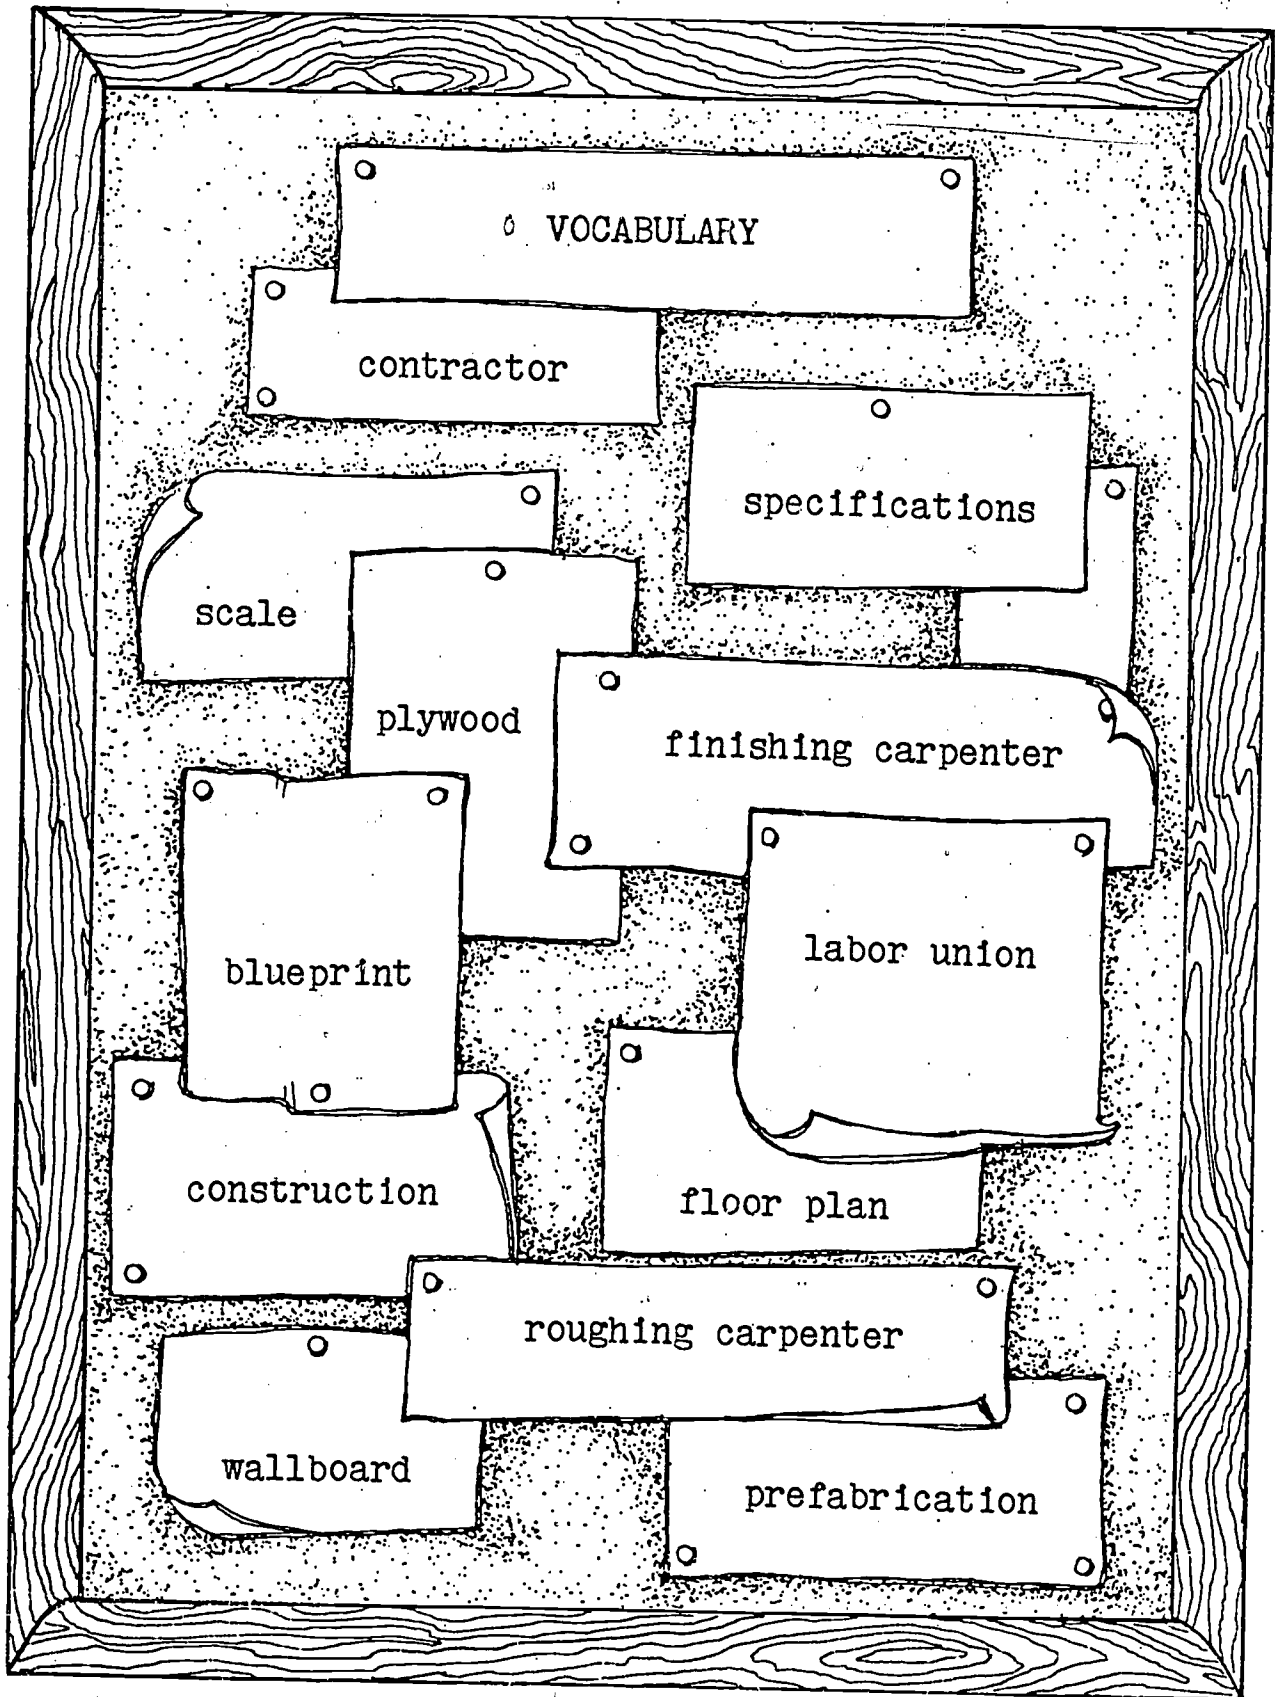 VOCABULARY
contractor
specifications
scale
plywood
finishing carpenter
blueprint
labor union
construction
floor plan
roughing carpenter
wallboard
prefabrication